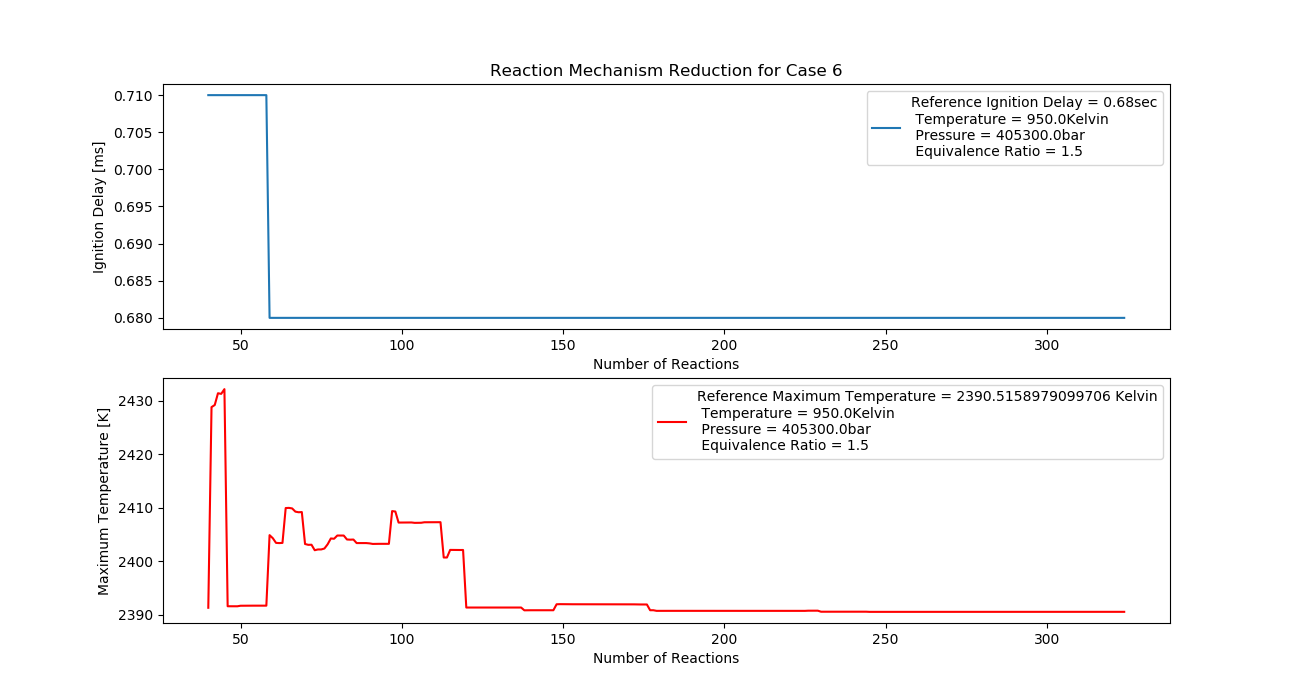 Reaction Mechanism Reduction for Case 6
Ignition Delay [ms]
0.710
0.705
0.700
0.695
0.690
0.685
0.680
Reference Ignition Delay = 0.68sec
Temperature = 950.0Kelvin
Pressure = 405300.0bar
Equivalence Ratio = 1.5
50 100 150 200 250 300
Number of Reactions
Maximum Temperature [K]
2430
2420
2410
2400
2390
Reference Maximum Temperature = 2390.5158979099706 Kelvin
Temperature = 950.0Kelvin
Pressure = 405300.0bar
Equivalence Ratio = 1.5
50 100 150 200 250 300
Number of Reactions